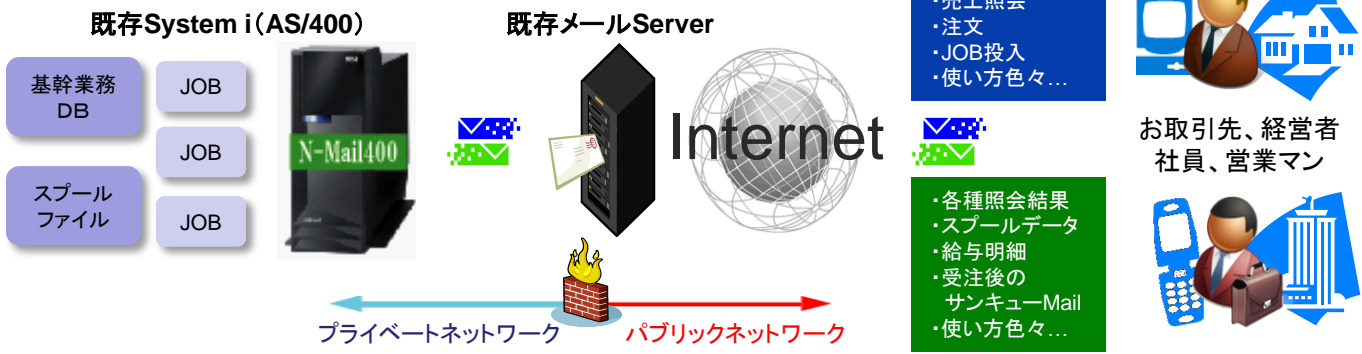 既存System i（AS/400）
基幹業務
DB
スプール
ファイル
JOB
JOB
JOB
N-Mail400
既存メールServer
Internet
プライベートネットワーク
パブリックネットワーク
・売上照会
・注文
・JOB投入
・使い方色々…
・各種照会結果
・スプールデータ
・給与明細
・受注後の
サンキューMail
・使い方色々…
お取引先、経営者
社員、営業マン